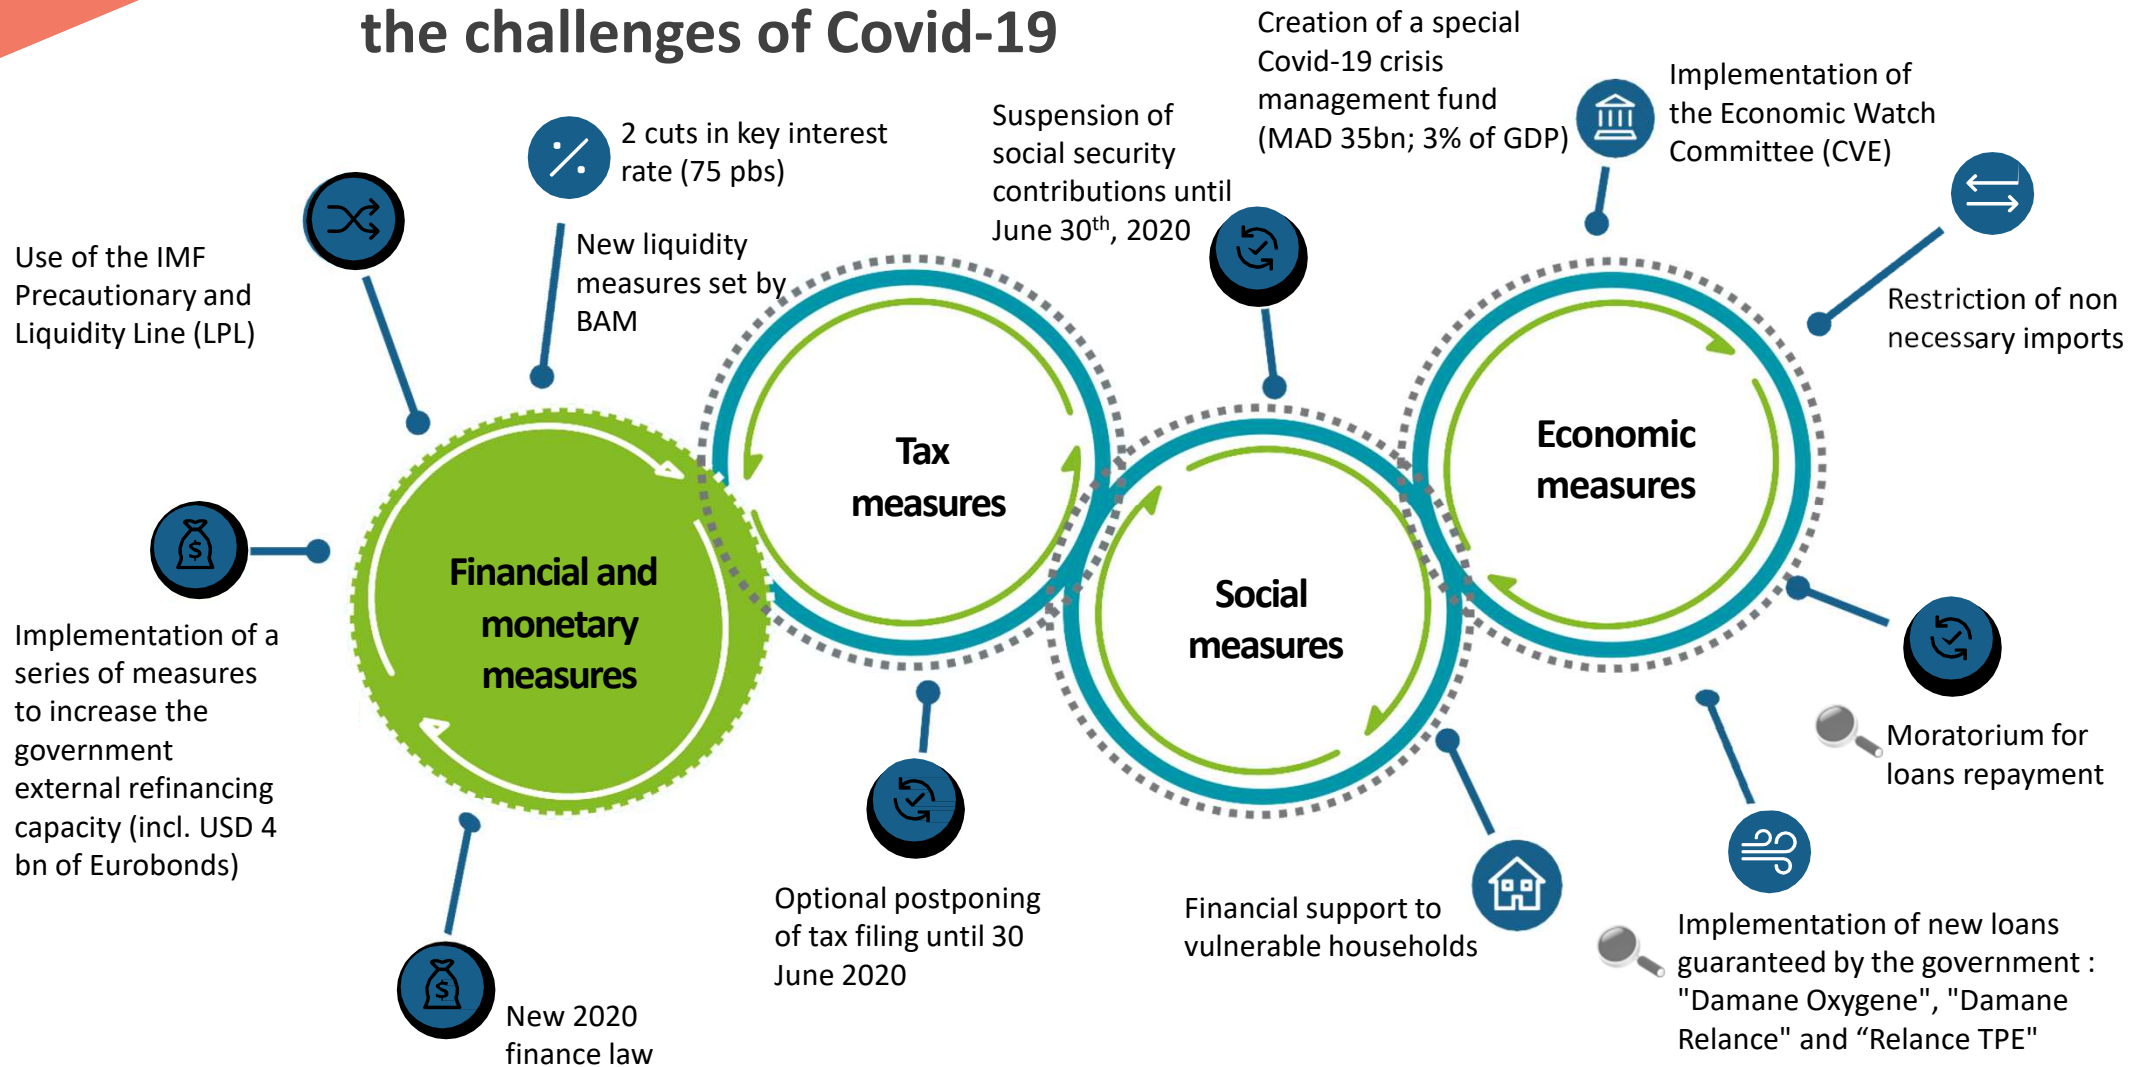 the challenges of Covid-19
Use of the IMF
Precautionary and
Liquidity Line (LPL)
2 cuts in key interest
rate (75 pbs)
New liquidity
measures set by
BAM
Suspension of
social security
contributions until
June 30th, 2020
Creation of a special
Covid-19 crisis
management fund
(MAD 35bn; 3% of GDP)
Implementation of
the Economic Watch
Committee (CVE)
Restriction of non
necessary imports
Financial and
monetary
measures
Tax
measures
Social
measures
Economic
measures
Implementation of a
series of measures
to increase the
government
external refinancing
capacity (incl. USD 4
bn of Eurobonds)
$
$
New 2020
finance law
Optional postponing
of tax filing until 30
June 2020
Financial support to
vulnerable households
Moratorium for
loans repayment
Implementation of new loans
guaranteed by the government :
"Damane Oxygene", "Damane
Relance" and “Relance TPE"